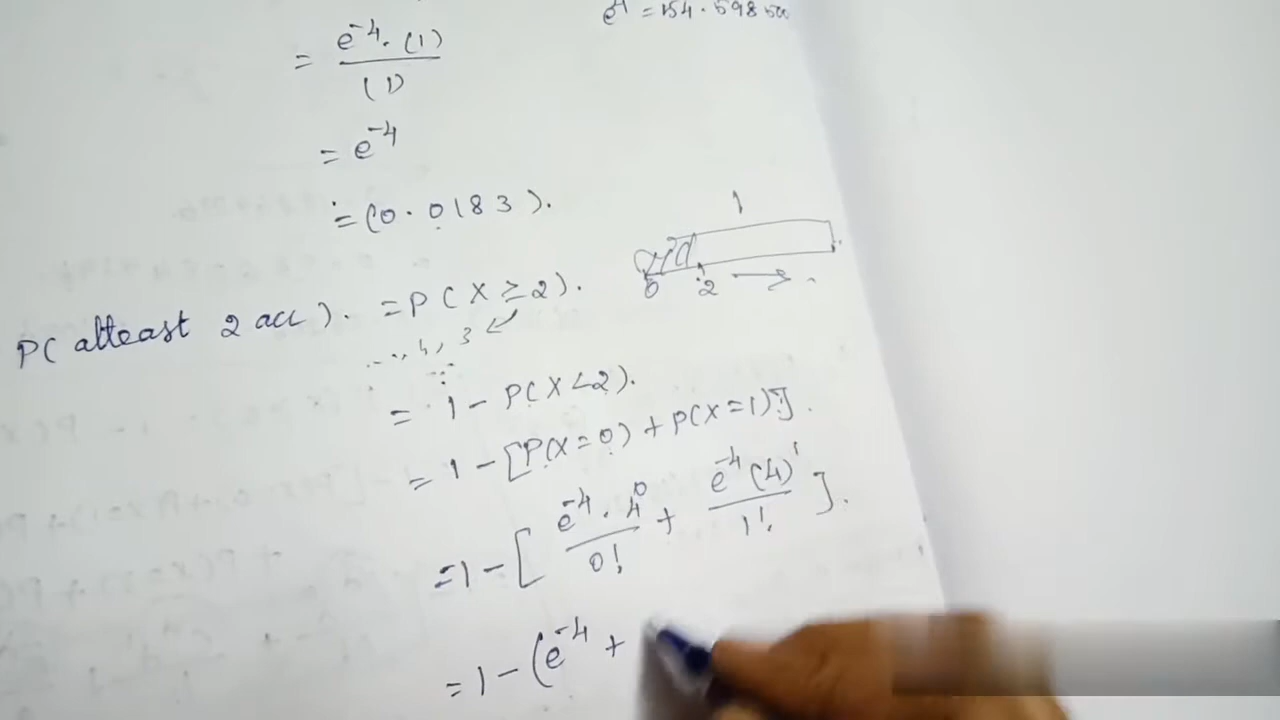 e⁴ = 54.59850
= e⁻⁴. (1) / (1)
= e⁻⁴
= (0.0183).
1
0 2
P( atleast 2 acc ). = P( X ≥ 2 ).
..., 4, 3
= 1 - P( X < 2 ).
= 1 - [P(X = 0) + P(X = 1)].
= 1 - [ e⁻⁴ . 4⁰ / 0! + e⁻⁴ (4)¹ / 1! ].
= 1 - (e⁻⁴ +